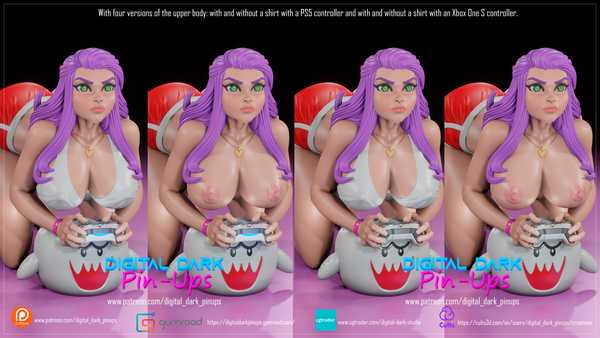 With four versions of the upper body: with and without a shirt with a PS5 controller and with and without a shirt with an Xbox One S controller.
DIGITAL DARK
Pin-Ups
www.patreon.com/digital_dark_pinups
DIGITAL DARK
Pin-Ups
www.patreon.com/digital_dark_pinups
PATREON
www.patreon.com/digital_dark_pinups
gumroad
https://digitaldarkpinups.gumroad.com/
cgtrader
www.cgtrader.com/digital-dark-studio
Cults
https://cults3d.com/en/users/digital_dark_pinups/creations